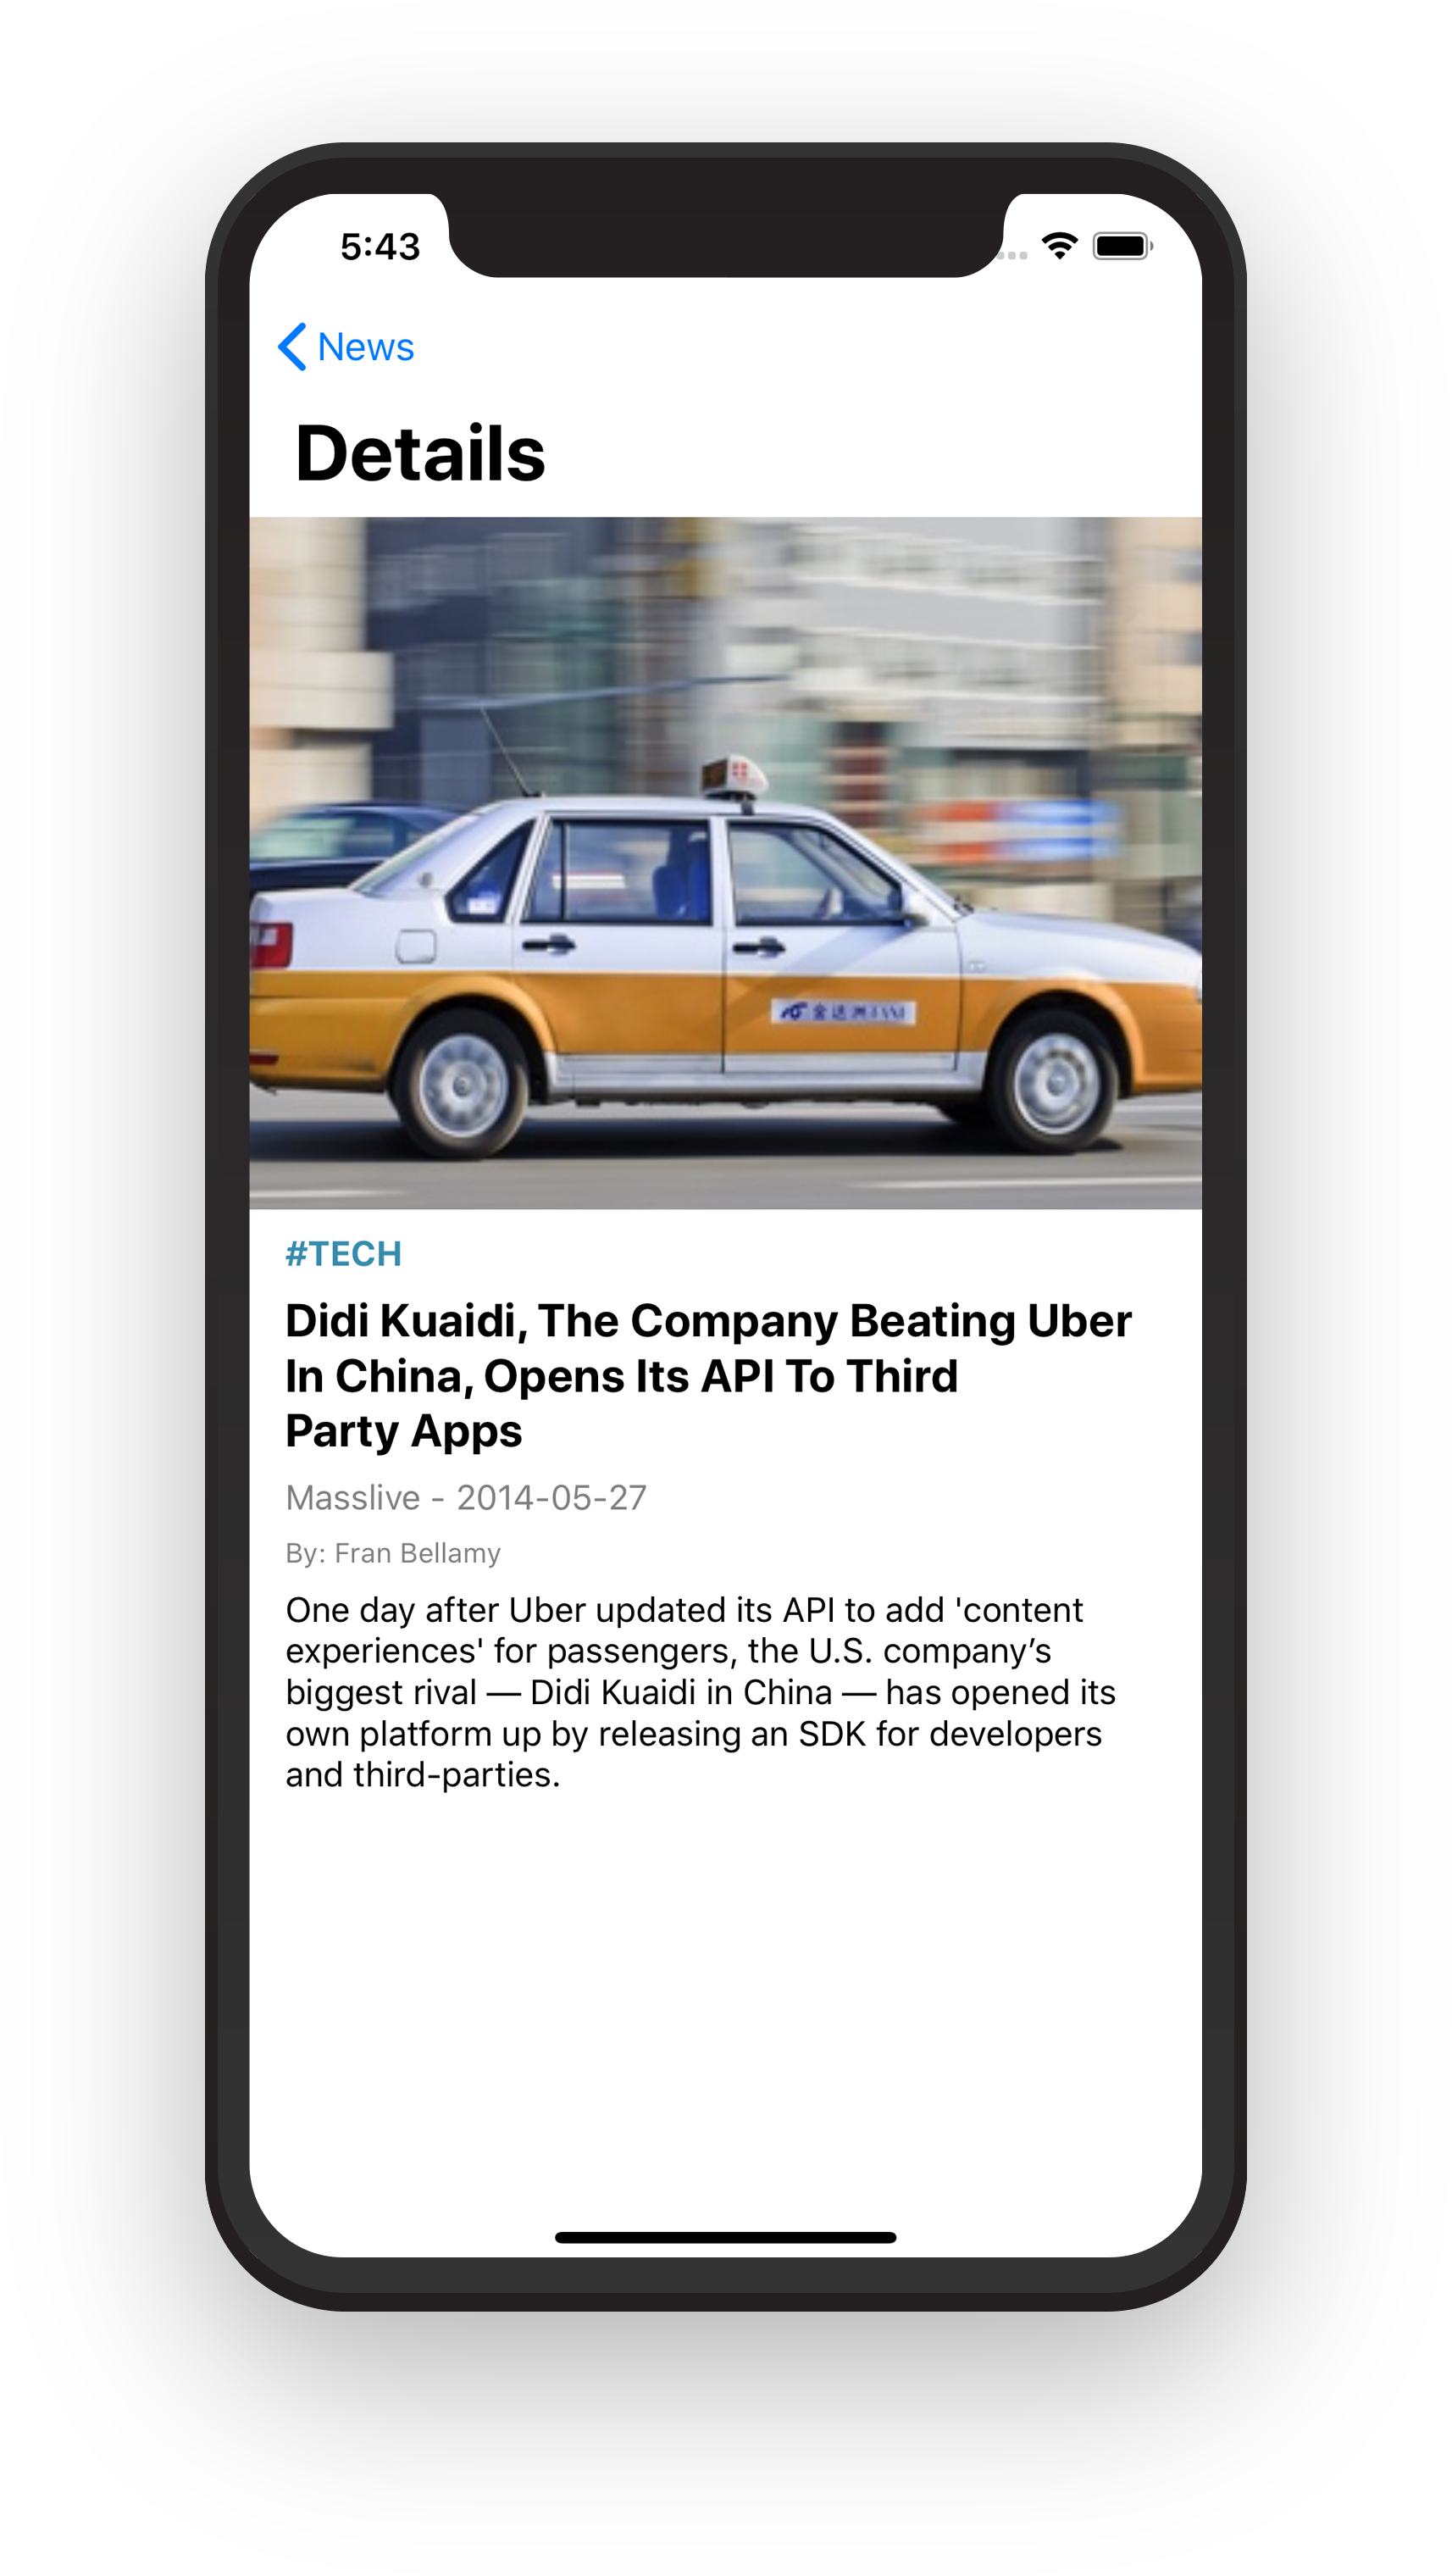 5:43
News
Details
#TECH
Didi Kuaidi, The Company Beating Uber
In China, Opens Its API To Third
Party Apps
Masslive - 2014-05-27
By: Fran Bellamy
One day after Uber updated its API to add 'content
experiences' for passengers, the U.S. company’s
biggest rival — Didi Kuaidi in China — has opened its
own platform up by releasing an SDK for developers
and third-parties.